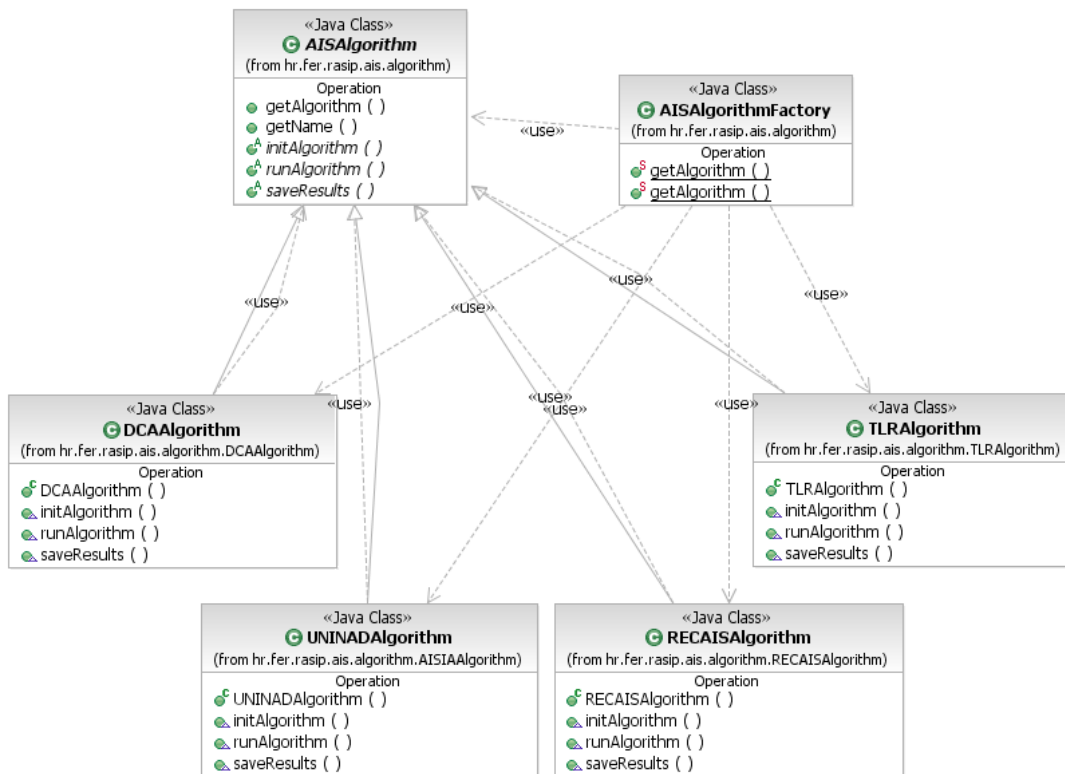 «Java Class»
AISAlgorithm
(from hr.fer.rasip.ais.algorithm)
Operation
getAlgorithm ( )
getName ( )
initAlgorithm ( )
runAlgorithm ( )
saveResults ( )
«Java Class»
AISAlgorithmFactory
(from hr.fer.rasip.ais.algorithm)
Operation
getAlgorithm ( )
getAlgorithm ( )
«use»
«use»
«use»
«use»
«use»
«use»
«use»
«use»
«use»
«Java Class»
DCAAlgorithm
(from hr.fer.rasip.ais.algorithm.DCAAlgorithm)
Operation
DCAAlgorithm ( )
initAlgorithm ( )
runAlgorithm ( )
saveResults ( )
«Java Class»
TLRAlgorithm
(from hr.fer.rasip.ais.algorithm.TLRAlgorithm)
Operation
TLRAlgorithm ( )
initAlgorithm ( )
runAlgorithm ( )
saveResults ( )
«Java Class»
UNINADAlgorithm
(from hr.fer.rasip.ais.algorithm.AISIAAlgorithm)
Operation
UNINADAlgorithm ( )
initAlgorithm ( )
runAlgorithm ( )
saveResults ( )
«Java Class»
RECAISAlgorithm
(from hr.fer.rasip.ais.algorithm.RECAISAlgorithm)
Operation
RECAISAlgorithm ( )
initAlgorithm ( )
runAlgorithm ( )
saveResults ( )